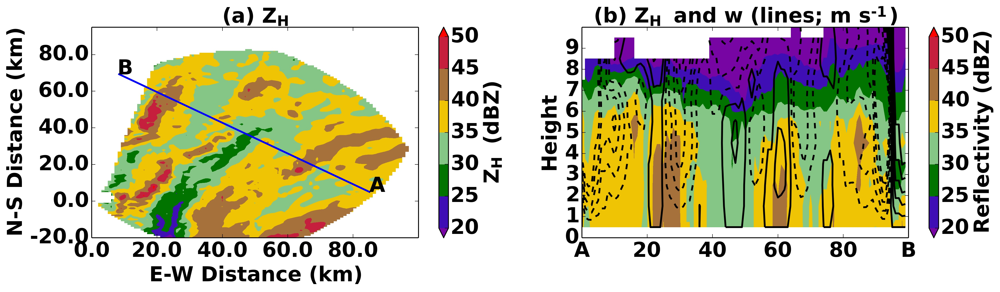 (a) Z_H
N-S Distance (km)
80.0
60.0
40.0
20.0
0.0
-20.0
B
A
0.0 20.0 40.0 60.0 80.0
E-W Distance (km)
50
45
40
35
30
25
20
Z_H (dBZ)
(b) Z_H and w (lines; m s⁻¹)
Height
9
8
7
6
5
4
3
2
1
0
A 20 40 60 80 B
50
45
40
35
30
25
20
Reflectivity (dBZ)